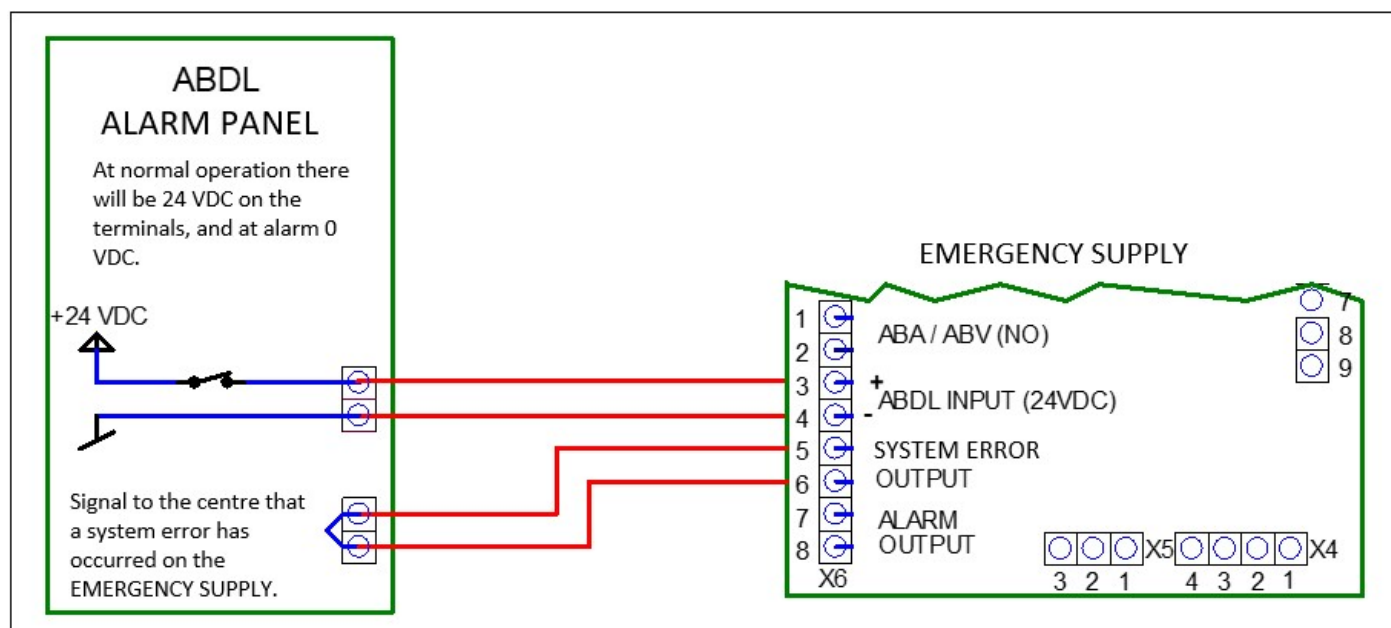 ABDL
ALARM PANEL
At normal operation there
will be 24 VDC on the
terminals, and at alarm 0
VDC.
+24 VDC
Signal to the centre that
a system error has
occurred on the
EMERGENCY SUPPLY.
EMERGENCY SUPPLY
1
2
ABA / ABV (NO)
3 +
4 -
ABDL INPUT (24VDC)
5 SYSTEM ERROR
6 OUTPUT
7 ALARM
8 OUTPUT
X6
7
8
9
X5 X4
3 2 1 4 3 2 1